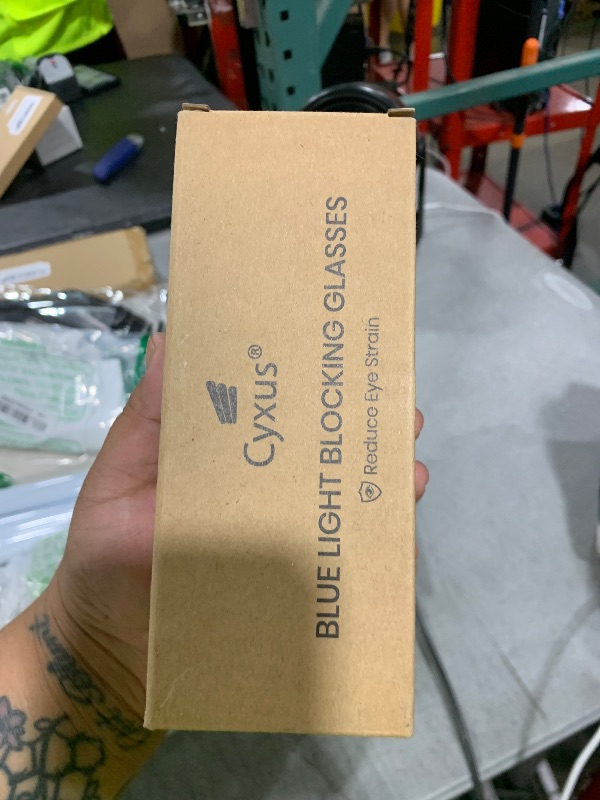 Cyxus®
BLUE LIGHT BLOCKING GLASSES
Reduce Eye Strain